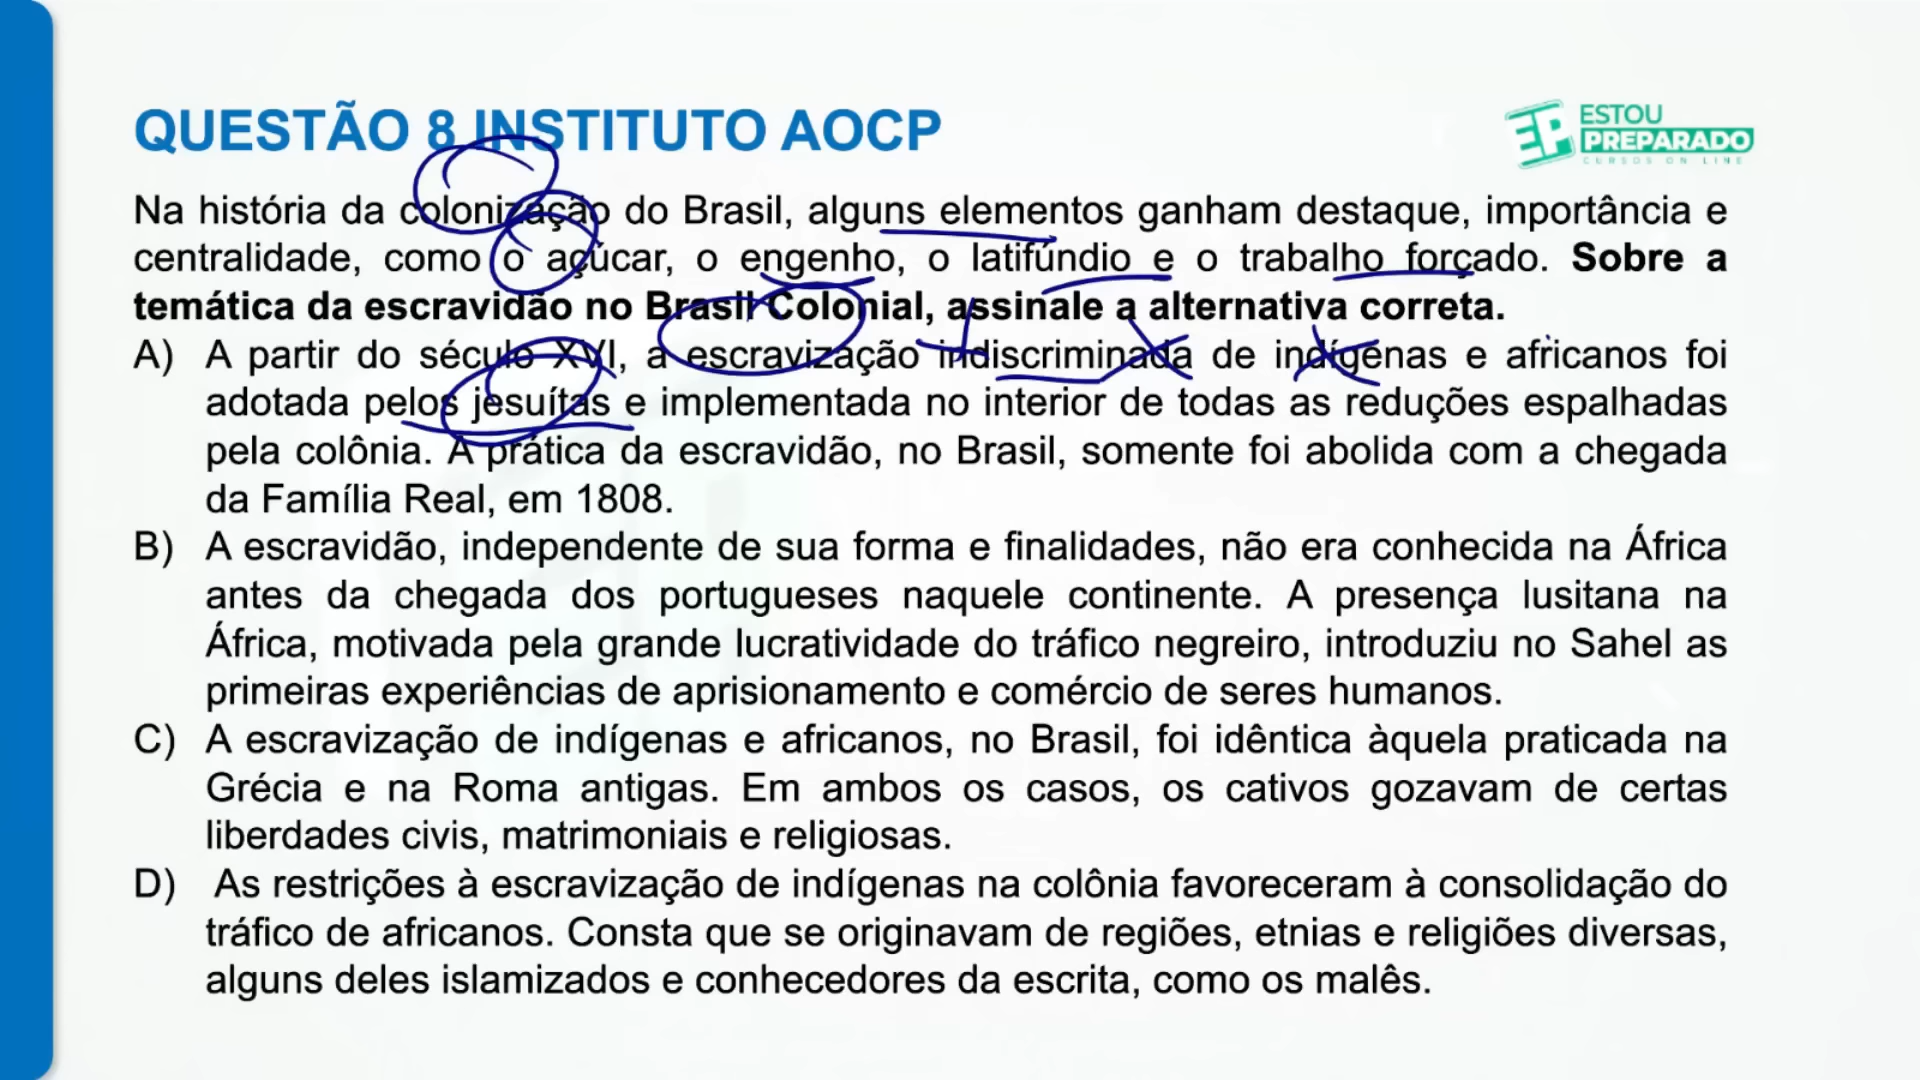 QUESTÃO 8 INSTITUTO AOCP
ESTOU
PREPARADO
CURSOS ON LINE
Na história da colonização do Brasil, alguns elementos ganham destaque, importância e
centralidade, como o açúcar, o engenho, o latifúndio e o trabalho forçado. Sobre a
temática da escravidão no Brasil Colonial, assinale a alternativa correta.
A) A partir do século XVI, a escravização indiscriminada de indígenas e africanos foi
adotada pelos jesuítas e implementada no interior de todas as reduções espalhadas
pela colônia. A prática da escravidão, no Brasil, somente foi abolida com a chegada
da Família Real, em 1808.
B) A escravidão, independente de sua forma e finalidades, não era conhecida na África
antes da chegada dos portugueses naquele continente. A presença lusitana na
África, motivada pela grande lucratividade do tráfico negreiro, introduziu no Sahel as
primeiras experiências de aprisionamento e comércio de seres humanos.
C) A escravização de indígenas e africanos, no Brasil, foi idêntica àquela praticada na
Grécia e na Roma antigas. Em ambos os casos, os cativos gozavam de certas
liberdades civis, matrimoniais e religiosas.
D) As restrições à escravização de indígenas na colônia favoreceram à consolidação do
tráfico de africanos. Consta que se originavam de regiões, etnias e religiões diversas,
alguns deles islamizados e conhecedores da escrita, como os malês.